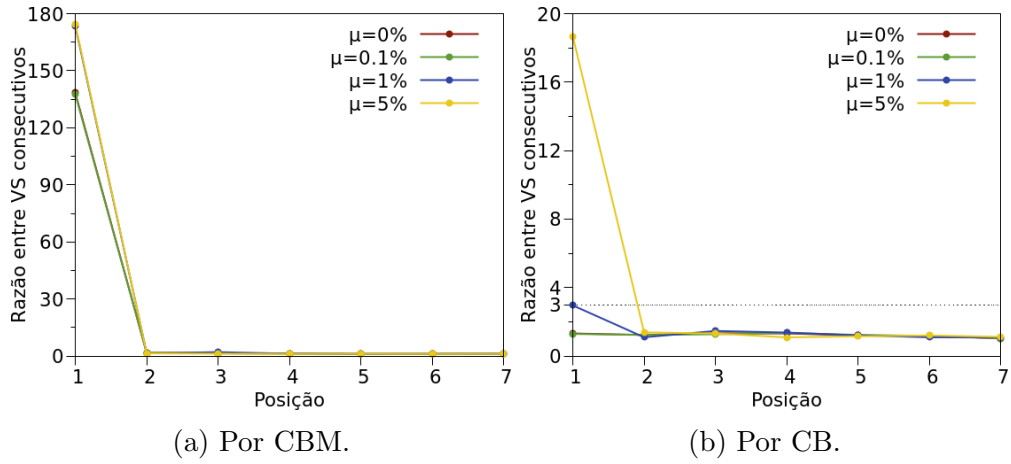 180
150
120
90
60
30
0
Razão entre VS consecutivos
μ=0%
μ=0.1%
μ=1%
μ=5%
1 2 3 4 5 6 7
Posição
(a) Por CBM.
20
16
12
8
4
3
0
Razão entre VS consecutivos
μ=0%
μ=0.1%
μ=1%
μ=5%
1 2 3 4 5 6 7
Posição
(b) Por CB.